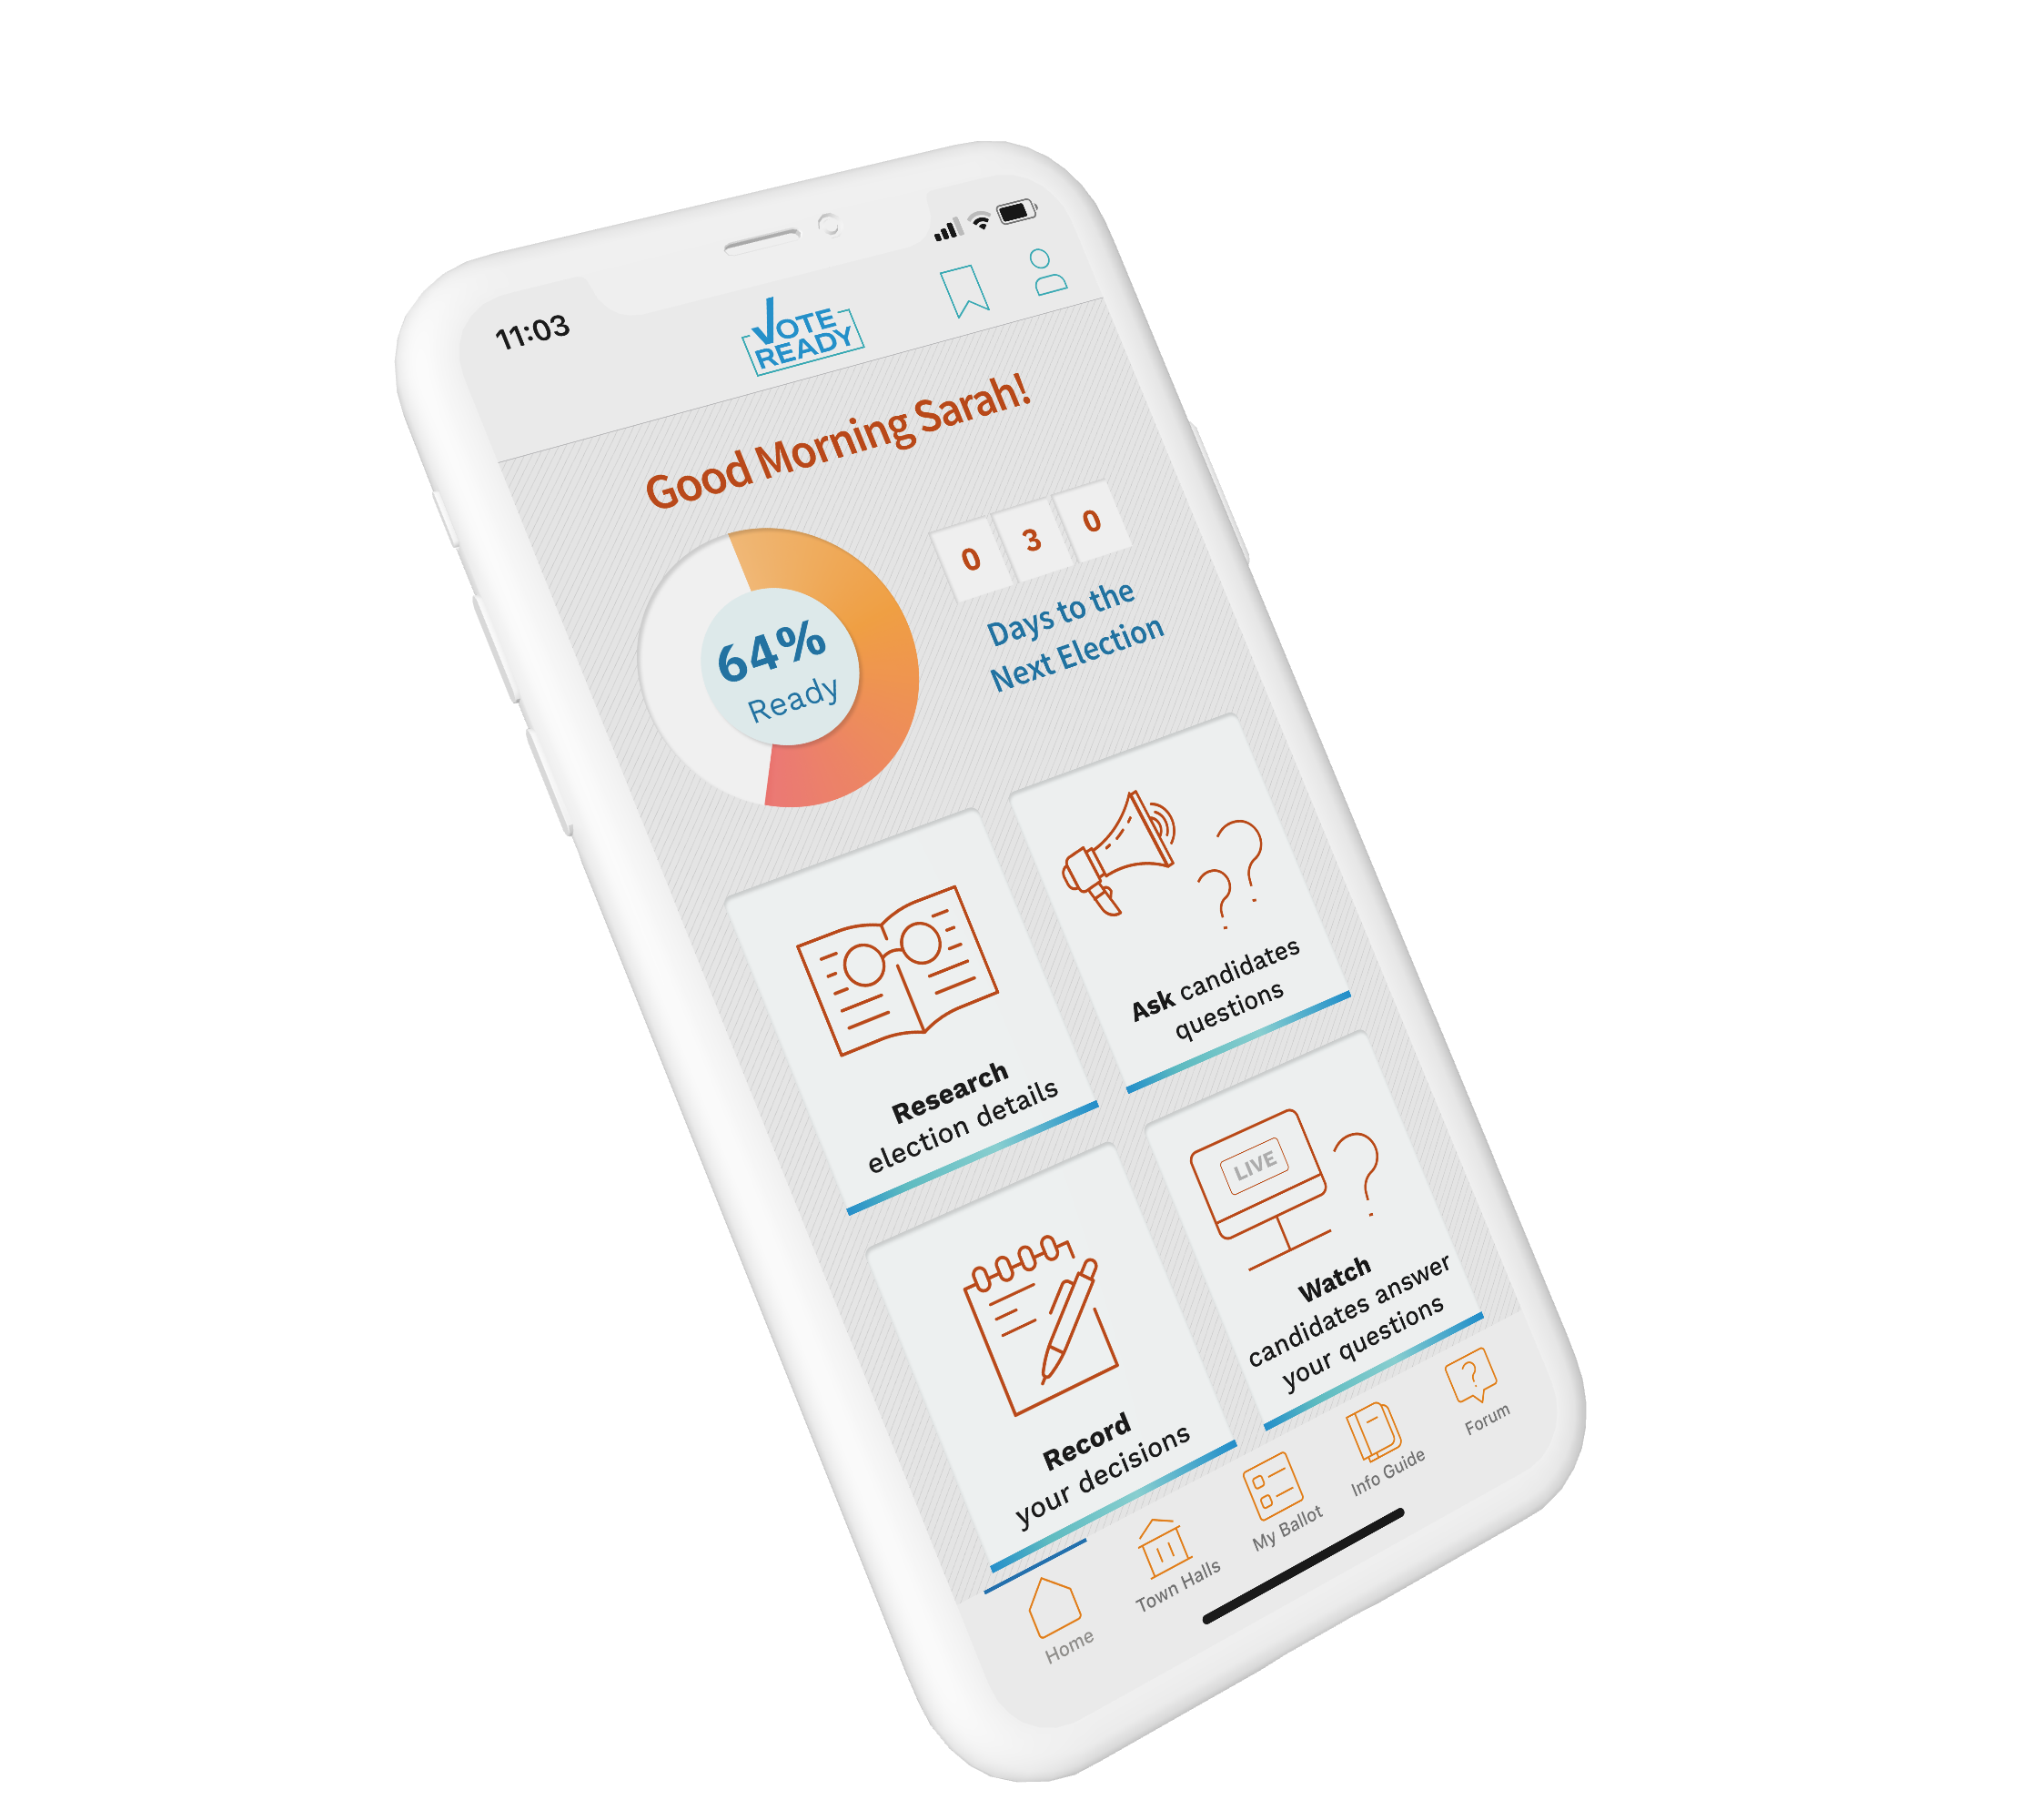 11:03
VOTE
READY
Good Morning Sarah!
64%
Ready
0 3 0
Days to the
Next Election
Research
election details
Ask candidates
questions
Record
your decisions
LIVE
Watch
candidates answer
your questions
Home
Town Halls
My Ballot
Info Guide
Forum